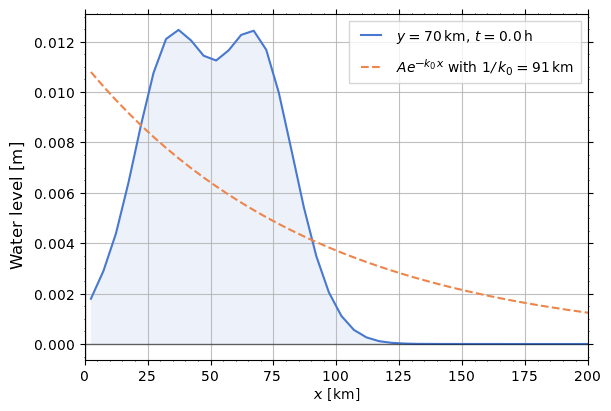 y = 70 km, t = 0.0 h
Ae^{-k_0 x} with 1/k_0 = 91 km
Water level [m]
0.012
0.010
0.008
0.006
0.004
0.002
0.000
0 25 50 75 100 125 150 175 200
x [km]